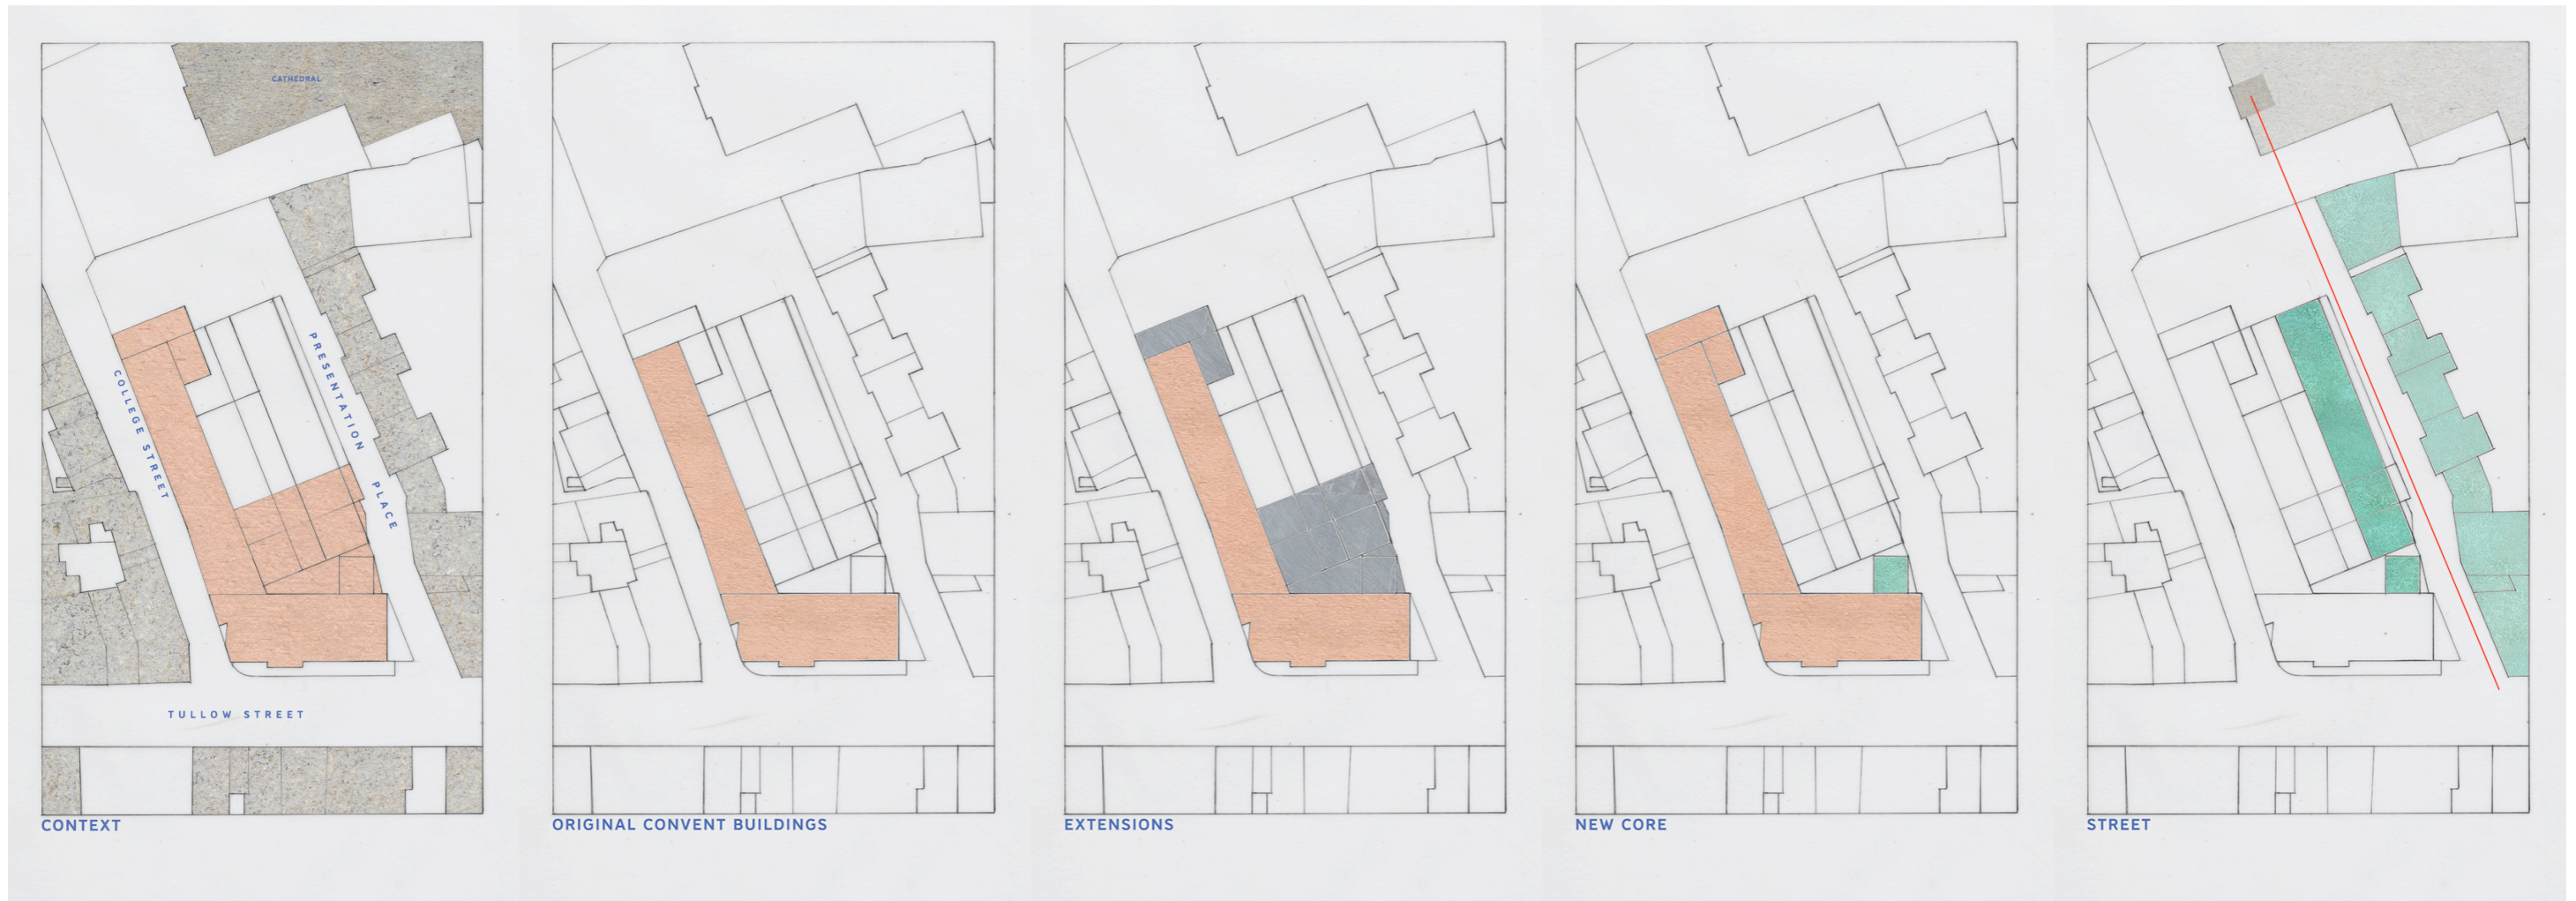 CATHEDRAL
COLLEGE STREET
PRESENTATION PLACE
TULLOW STREET
CONTEXT
ORIGINAL CONVENT BUILDINGS
EXTENSIONS
NEW CORE
STREET